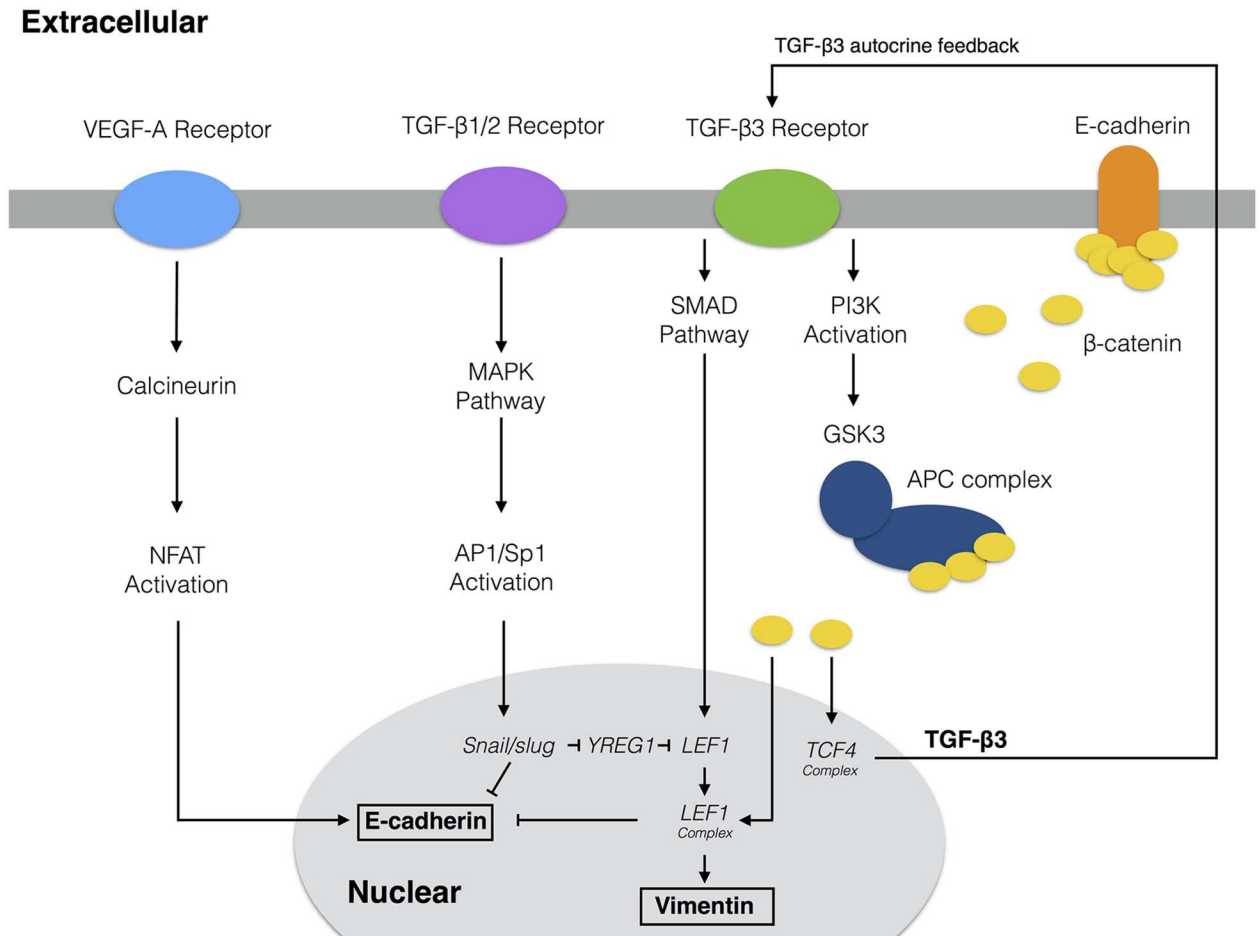 Extracellular
TGF-β3 autocrine feedback
VEGF-A Receptor
TGF-β1/2 Receptor
TGF-β3 Receptor
E-cadherin
SMAD
Pathway
PI3K
Activation
β-catenin
Calcineurin
MAPK
Pathway
GSK3
APC complex
NFAT
Activation
AP1/Sp1
Activation
Snail/slug
YREG1
LEF1
TCF4
Complex
TGF-β3
E-cadherin
LEF1
Complex
Nuclear
Vimentin